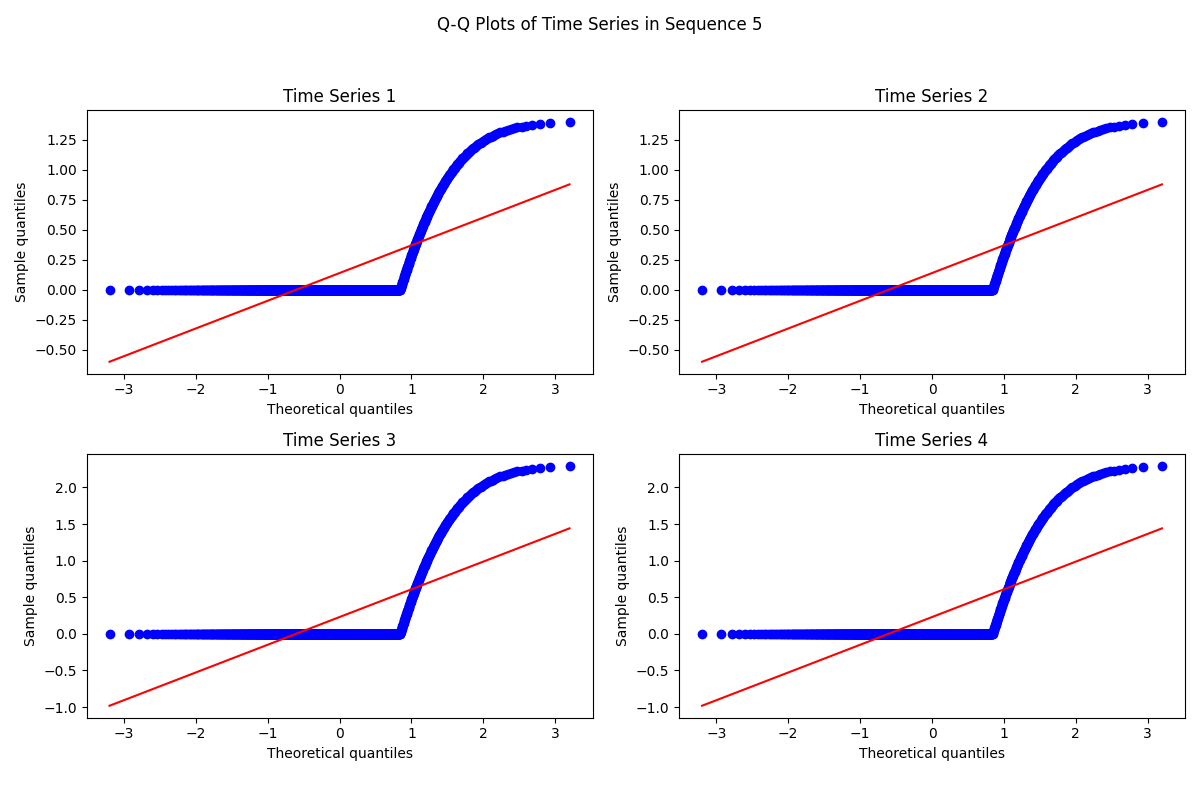 Q-Q Plots of Time Series in Sequence 5
Time Series 1
Sample quantiles
1.25
1.00
0.75
0.50
0.25
0.00
−0.25
−0.50
−3 −2 −1 0 1 2 3
Theoretical quantiles
Time Series 2
Sample quantiles
1.25
1.00
0.75
0.50
0.25
0.00
−0.25
−0.50
−3 −2 −1 0 1 2 3
Theoretical quantiles
Time Series 3
Sample quantiles
2.0
1.5
1.0
0.5
0.0
−0.5
−1.0
−3 −2 −1 0 1 2 3
Theoretical quantiles
Time Series 4
Sample quantiles
2.0
1.5
1.0
0.5
0.0
−0.5
−1.0
−3 −2 −1 0 1 2 3
Theoretical quantiles